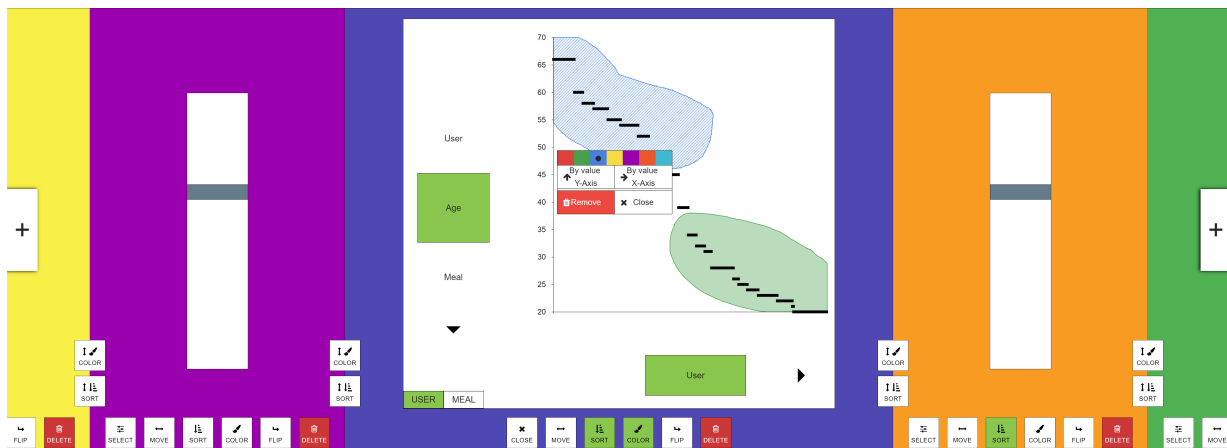 70
65
60
55
50
45
40
35
30
25
20
User
Age
Meal
By value
Y-Axis
By value
X-Axis
Remove
Close
User
USER
MEAL
+
+
COLOR
SORT
COLOR
SORT
COLOR
SORT
COLOR
SORT
FLIP
DELETE
SELECT
MOVE
SORT
COLOR
FLIP
DELETE
CLOSE
MOVE
SORT
COLOR
FLIP
DELETE
SELECT
MOVE
SORT
COLOR
FLIP
DELETE
SELECT
MOVE